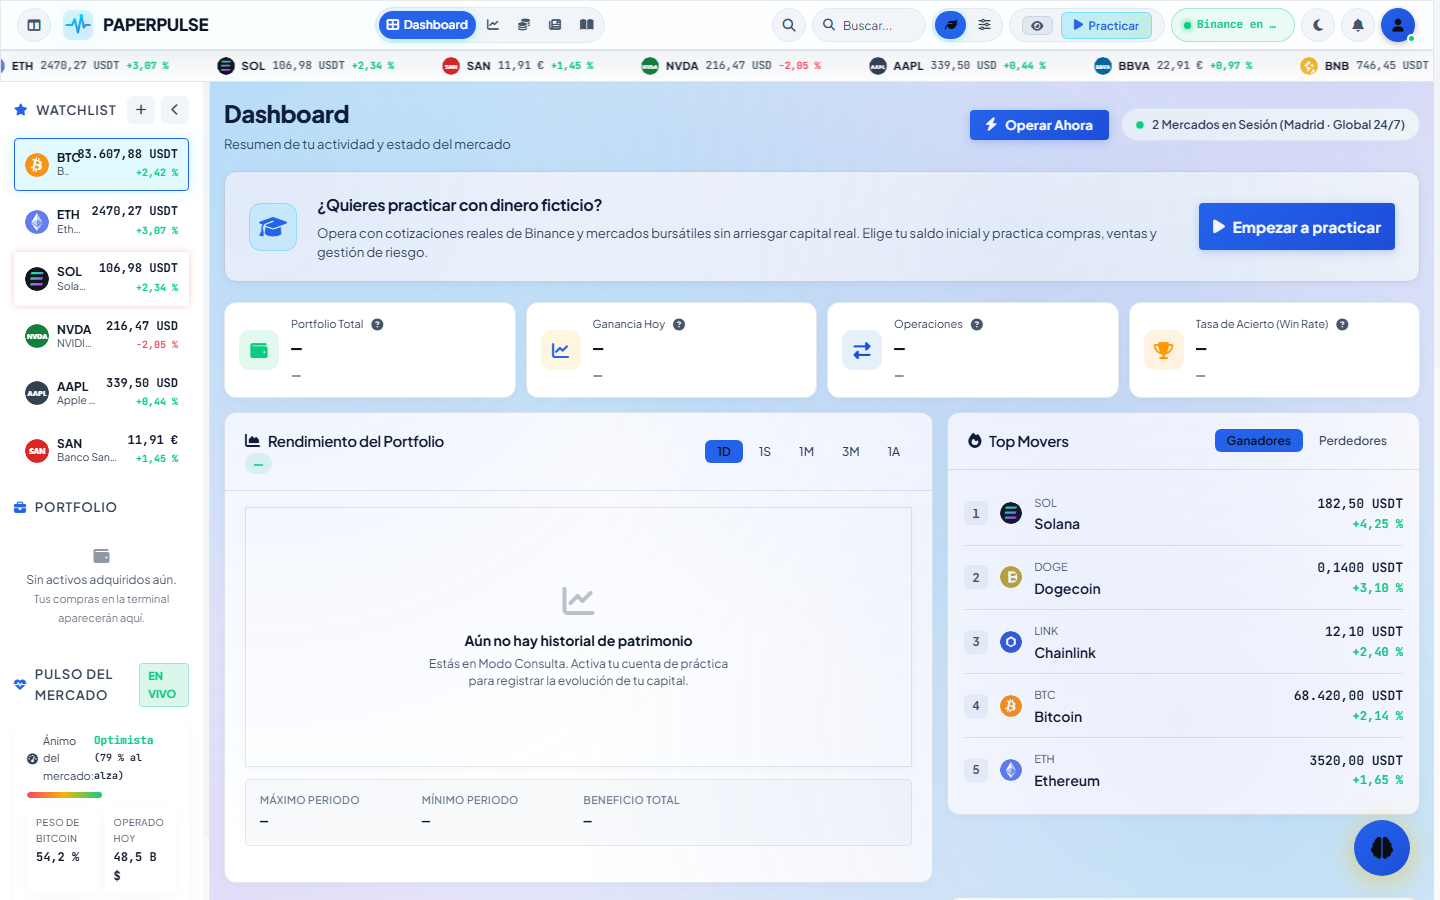 PAPERPULSE
Dashboard
Buscar...
Practicar
Binance en ...
ETH 2470,27 USDT +3,07 %
SOL 106,98 USDT +2,34 %
SAN 11,91 € +1,45 %
NVDA 216,47 USD -2,05 %
AAPL 339,50 USD +0,44 %
BBVA 22,91 € +0,97 %
BNB 746,45 USDT
WATCHLIST
BTC 83.607,88 USDT
B... +2,42 %
ETH 2470,27 USDT
Eth... +3,07 %
SOL 106,98 USDT
Sola... +2,34 %
NVDA 216,47 USD
NVIDI... -2,05 %
AAPL 339,50 USD
Apple ... +0,44 %
SAN 11,91 €
Banco San... +1,45 %
PORTFOLIO
Sin activos adquiridos aún.
Tus compras en la terminal
aparecerán aquí.
PULSO DEL
MERCADO
EN
VIVO
Ánimo
del
mercado:
Optimista
(79 % al
alza)
PESO DE
BITCOIN
54,2 %
OPERADO
HOY
48,5 B
$
Dashboard
Resumen de tu actividad y estado del mercado
Operar Ahora
2 Mercados en Sesión (Madrid · Global 24/7)
¿Quieres practicar con dinero ficticio?
Opera con cotizaciones reales de Binance y mercados bursátiles sin arriesgar capital real. Elige tu saldo inicial y practica compras, ventas y
gestión de riesgo.
Empezar a practicar
Portfolio Total ?
—
—
Ganancia Hoy ?
—
—
Operaciones ?
—
—
Tasa de Acierto (Win Rate) ?
—
—
Rendimiento del Portfolio
—
1D 1S 1M 3M 1A
Aún no hay historial de patrimonio
Estás en Modo Consulta. Activa tu cuenta de práctica
para registrar la evolución de tu capital.
MÁXIMO PERIODO
—
MÍNIMO PERIODO
—
BENEFICIO TOTAL
—
Top Movers
Ganadores Perdedores
1 SOL 182,50 USDT
Solana +4,25 %
2 DOGE 0,1400 USDT
Dogecoin +3,10 %
3 LINK 12,10 USDT
Chainlink +2,40 %
4 BTC 68.420,00 USDT
Bitcoin +2,14 %
5 ETH 3520,00 USDT
Ethereum +1,65 %